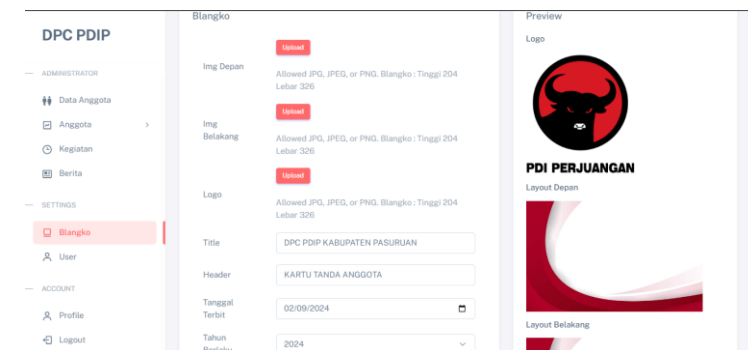 DPC PDIP
ADMINISTRATOR
Data Anggota
Anggota
Kegiatan
Berita
SETTINGS
Blangko
User
ACCOUNT
Profile
Logout
Blangko
Img Depan
Upload
Allowed JPG, JPEG, or PNG. Blangko : Tinggi 204
Lebar 326
Img
Belakang
Upload
Allowed JPG, JPEG, or PNG. Blangko : Tinggi 204
Lebar 326
Logo
Upload
Allowed JPG, JPEG, or PNG. Blangko : Tinggi 204
Lebar 326
Title
DPC PDIP KABUPATEN PASURUAN
Header
KARTU TANDA ANGGOTA
Tanggal
Terbit
02/09/2024
Tahun
Berlaku
2024
Preview
Logo
PDI PERJUANGAN
Layout Depan
Layout Belakang